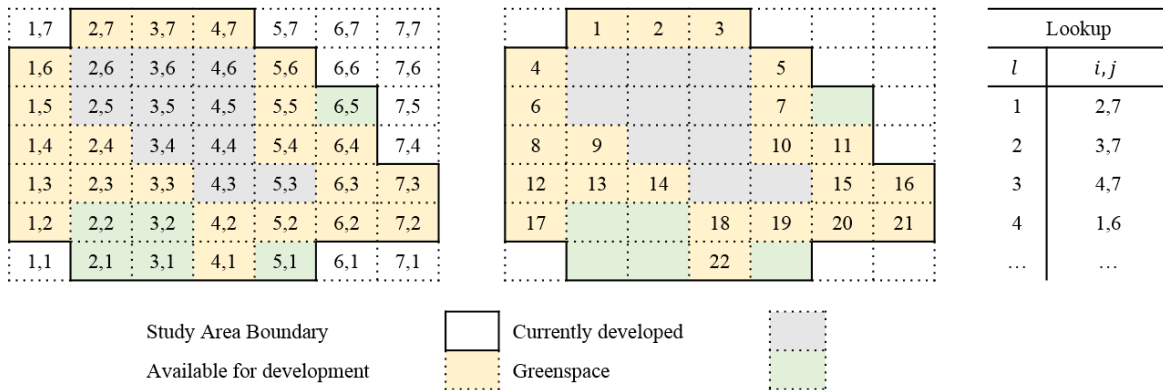 1,7 2,7 3,7 4,7 5,7 6,7 7,7 1 2 3 Lookup
1,6 2,6 3,6 4,6 5,6 6,6 7,6 4 5 l i,j
1,5 2,5 3,5 4,5 5,5 6,5 7,5 6 7 1 2,7
1,4 2,4 3,4 4,4 5,4 6,4 7,4 8 9 10 11 2 3,7
1,3 2,3 3,3 4,3 5,3 6,3 7,3 12 13 14 15 16 3 4,7
1,2 2,2 3,2 4,2 5,2 6,2 7,2 17 18 19 20 21 4 1,6
1,1 2,1 3,1 4,1 5,1 6,1 7,1 22 … …
Study Area Boundary Currently developed
Available for development Greenspace